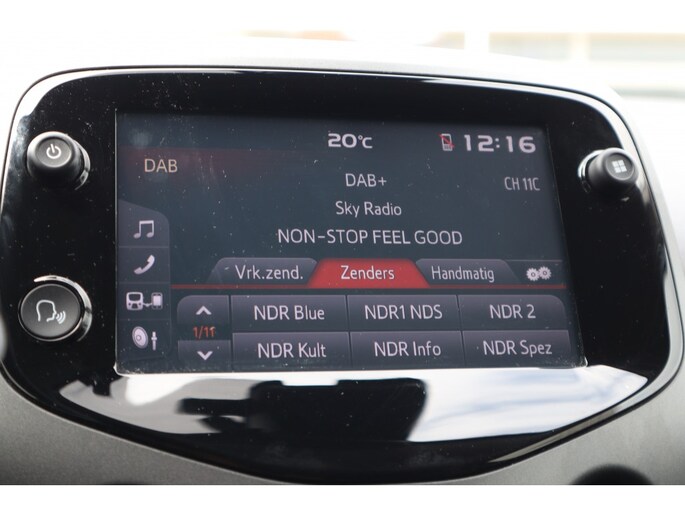 20°C 12:16
DAB
DAB+ CH 11C
Sky Radio
NON-STOP FEEL GOOD
Vrk.zend. Zenders Handmatig
NDR Blue NDR1 NDS NDR 2
1/11
NDR Kult NDR Info NDR Spez